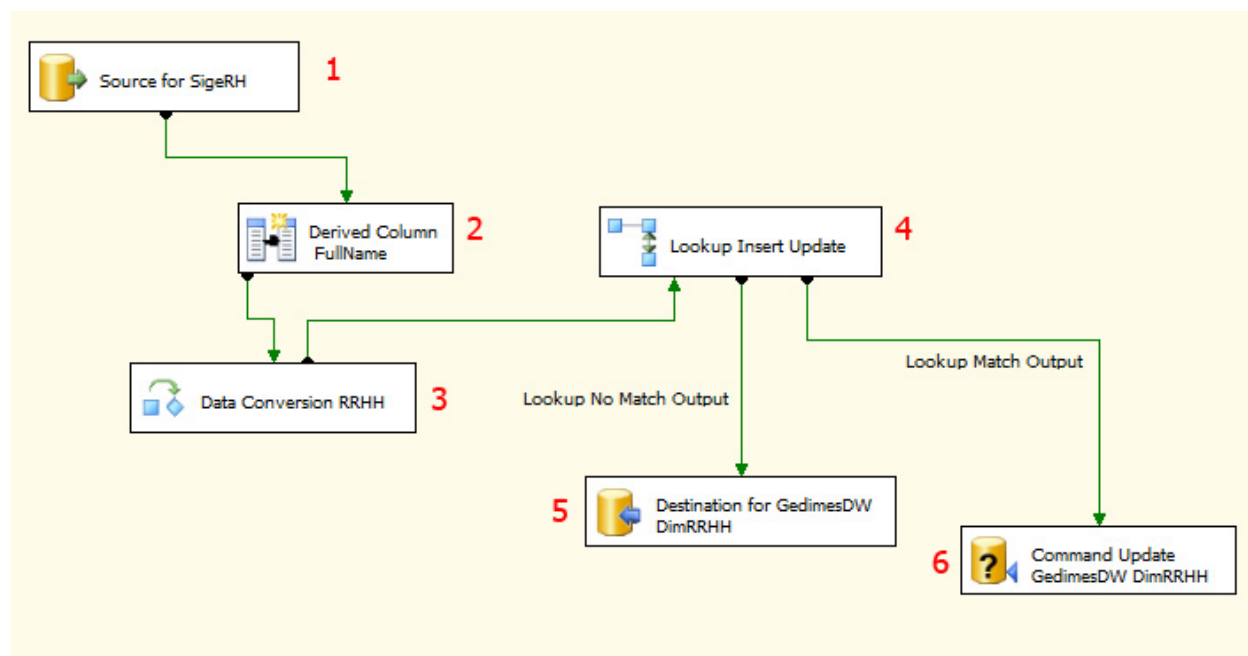 Source for SigeRH
1
Derived Column
FullName
2
Data Conversion RRHH
3
Lookup Insert Update
4
Lookup No Match Output
Lookup Match Output
5
Destination for GedimesDW
DimRRHH
6
?
Command Update
GedimesDW DimRRHH